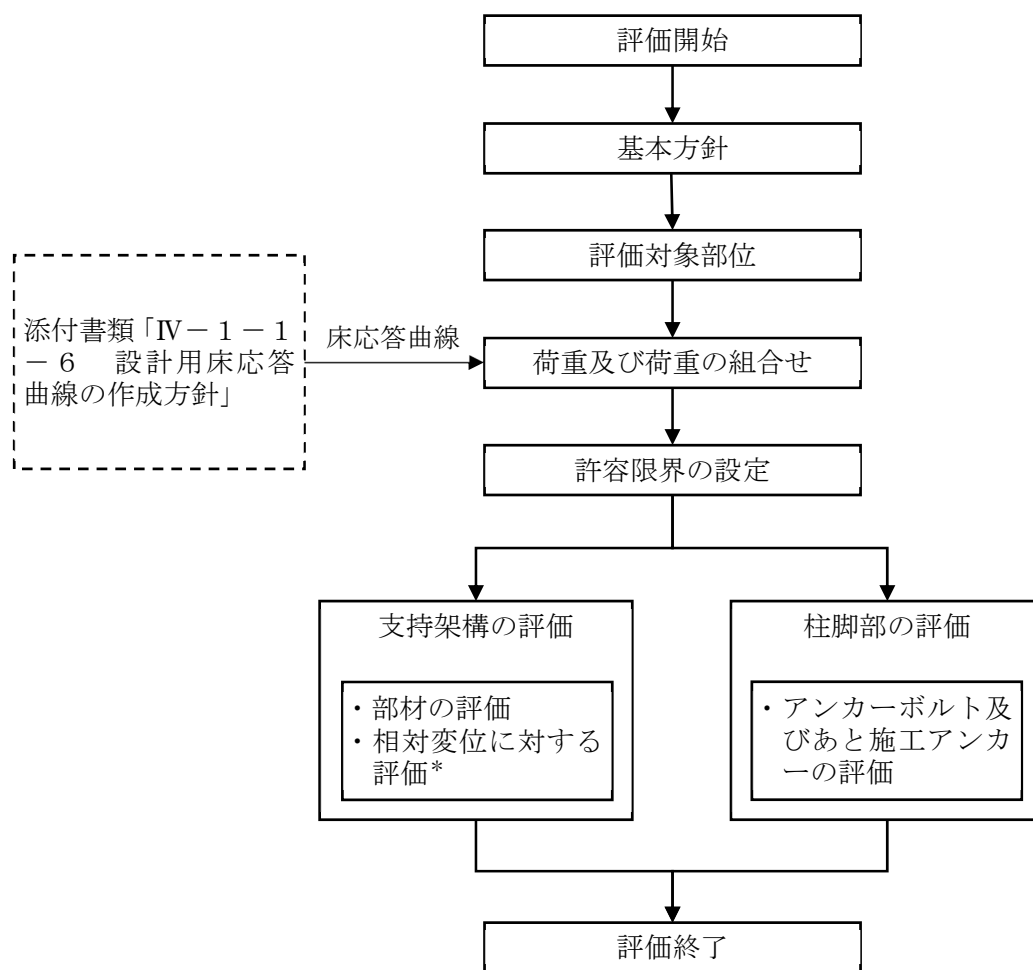 評価開始
基本方針
評価対象部位
添付書類「Ⅳ－１－１
－６　設計用床応答
曲線の作成方針」
床応答曲線
荷重及び荷重の組合せ
許容限界の設定
支持架構の評価
・部材の評価
・相対変位に対する
評価*
柱脚部の評価
・アンカーボルト及
びあと施工アンカ
ーの評価
評価終了